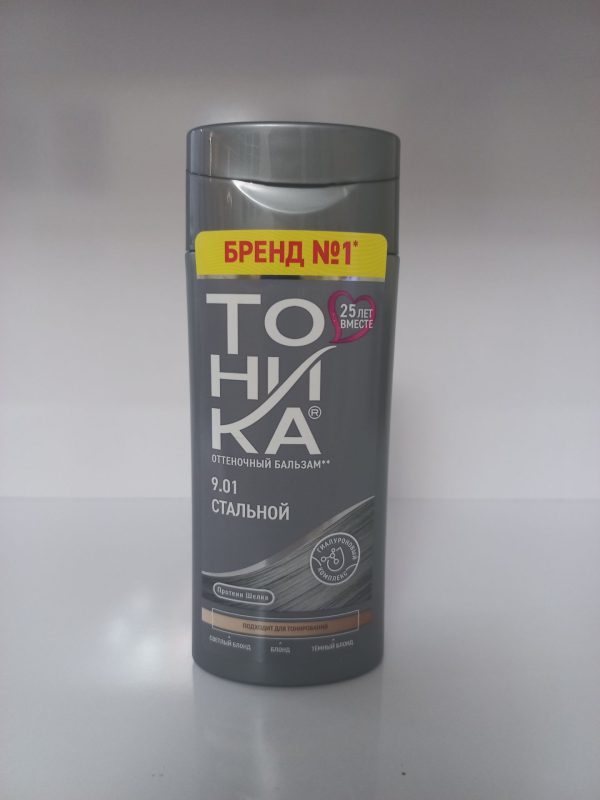 БРЕНД №1*
ТО
НИ
КА®
25 ЛЕТ
ВМЕСТЕ
ОТТЕНОЧНЫЙ БАЛЬЗАМ**
9.01
СТАЛЬНОЙ
ГИАЛУРОНОВЫЙ
КОМПЛЕКС
Протеин Шелка
ПОДХОДИТ ДЛЯ ТОНИРОВАНИЯ
СВЕТЛЫЙ БЛОНД БЛОНД ТЁМНЫЙ БЛОНД